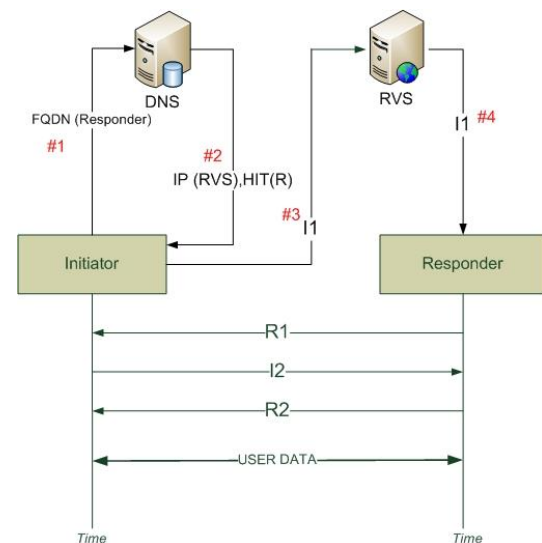 DNS
RVS
FQDN (Responder)
#1
#2
IP (RVS),HIT(R)
#3
I1
I1
#4
Initiator
Responder
R1
I2
R2
USER DATA
Time
Time